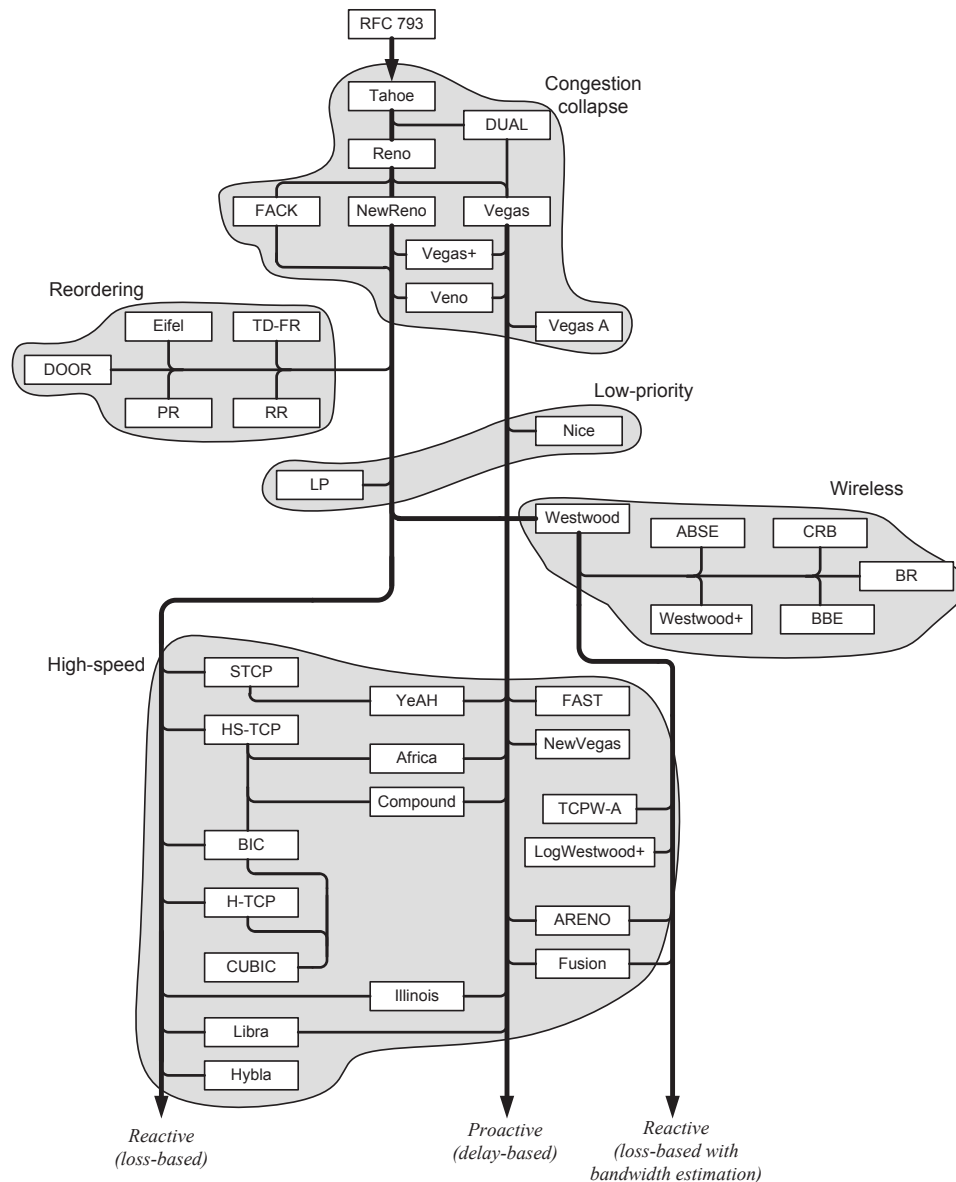 RFC 793
Tahoe
Congestion
collapse
DUAL
Reno
FACK
NewReno
Vegas
Vegas+
Veno
Vegas A
Reordering
Eifel
TD-FR
DOOR
PR
RR
Low-priority
Nice
LP
Wireless
Westwood
ABSE
CRB
BR
Westwood+
BBE
High-speed
STCP
YeAH
FAST
HS-TCP
NewVegas
Africa
Compound
TCPW-A
BIC
LogWestwood+
H-TCP
ARENO
CUBIC
Fusion
Illinois
Libra
Hybla
Reactive
(loss-based)
Proactive
(delay-based)
Reactive
(loss-based with
bandwidth estimation)